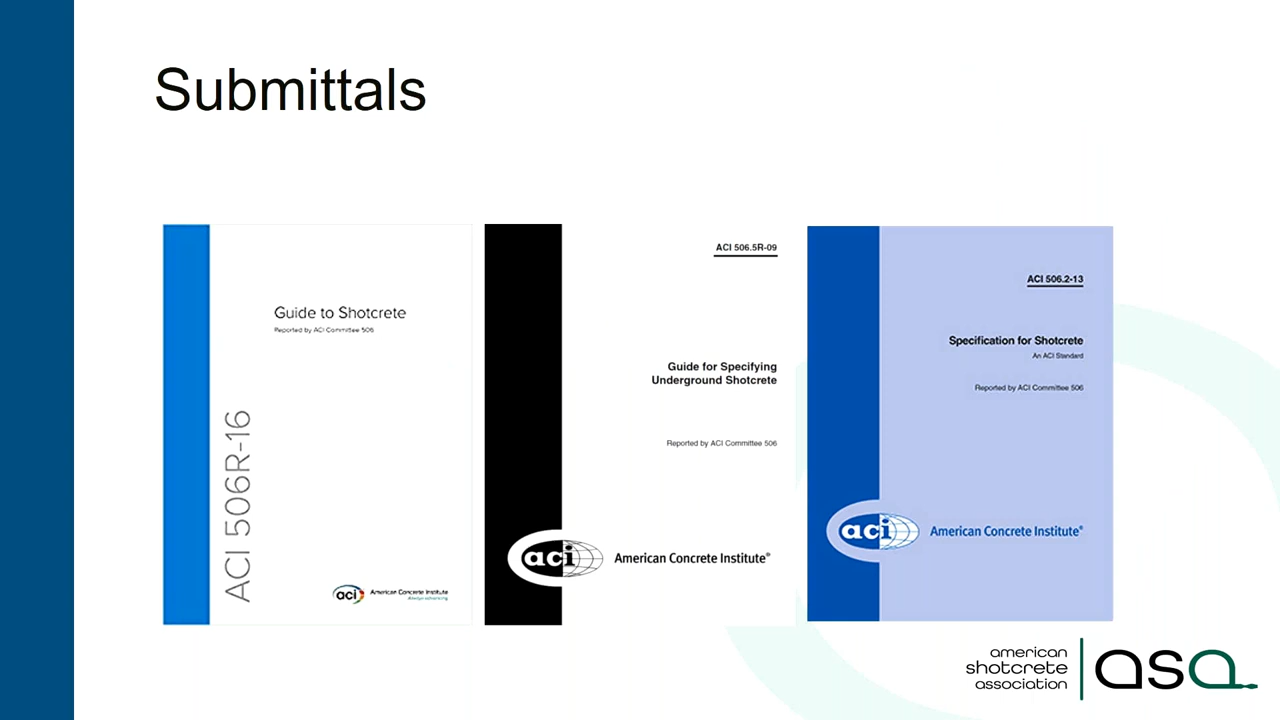 Submittals
Guide to Shotcrete
Reported by ACI Committee 506
ACI 506R-16
aci American Concrete Institute
Always advancing
ACI 506.5R-09
Guide for Specifying
Underground Shotcrete
Reported by ACI Committee 506
aci American Concrete Institute®
ACI 506.2-13
Specification for Shotcrete
An ACI Standard
Reported by ACI Committee 506
aci American Concrete Institute®
american
shotcrete
association
asa